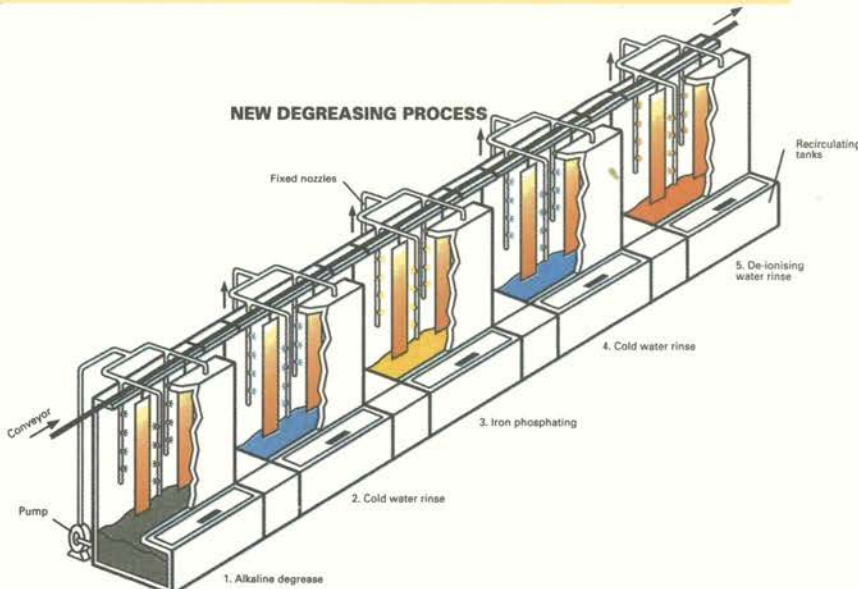 NEW DEGREASING PROCESS
Recirculating
tanks
Fixed nozzles
5. De-ionising
water rinse
4. Cold water rinse
3. Iron phosphating
Conveyor
2. Cold water rinse
Pump
1. Alkaline degrease